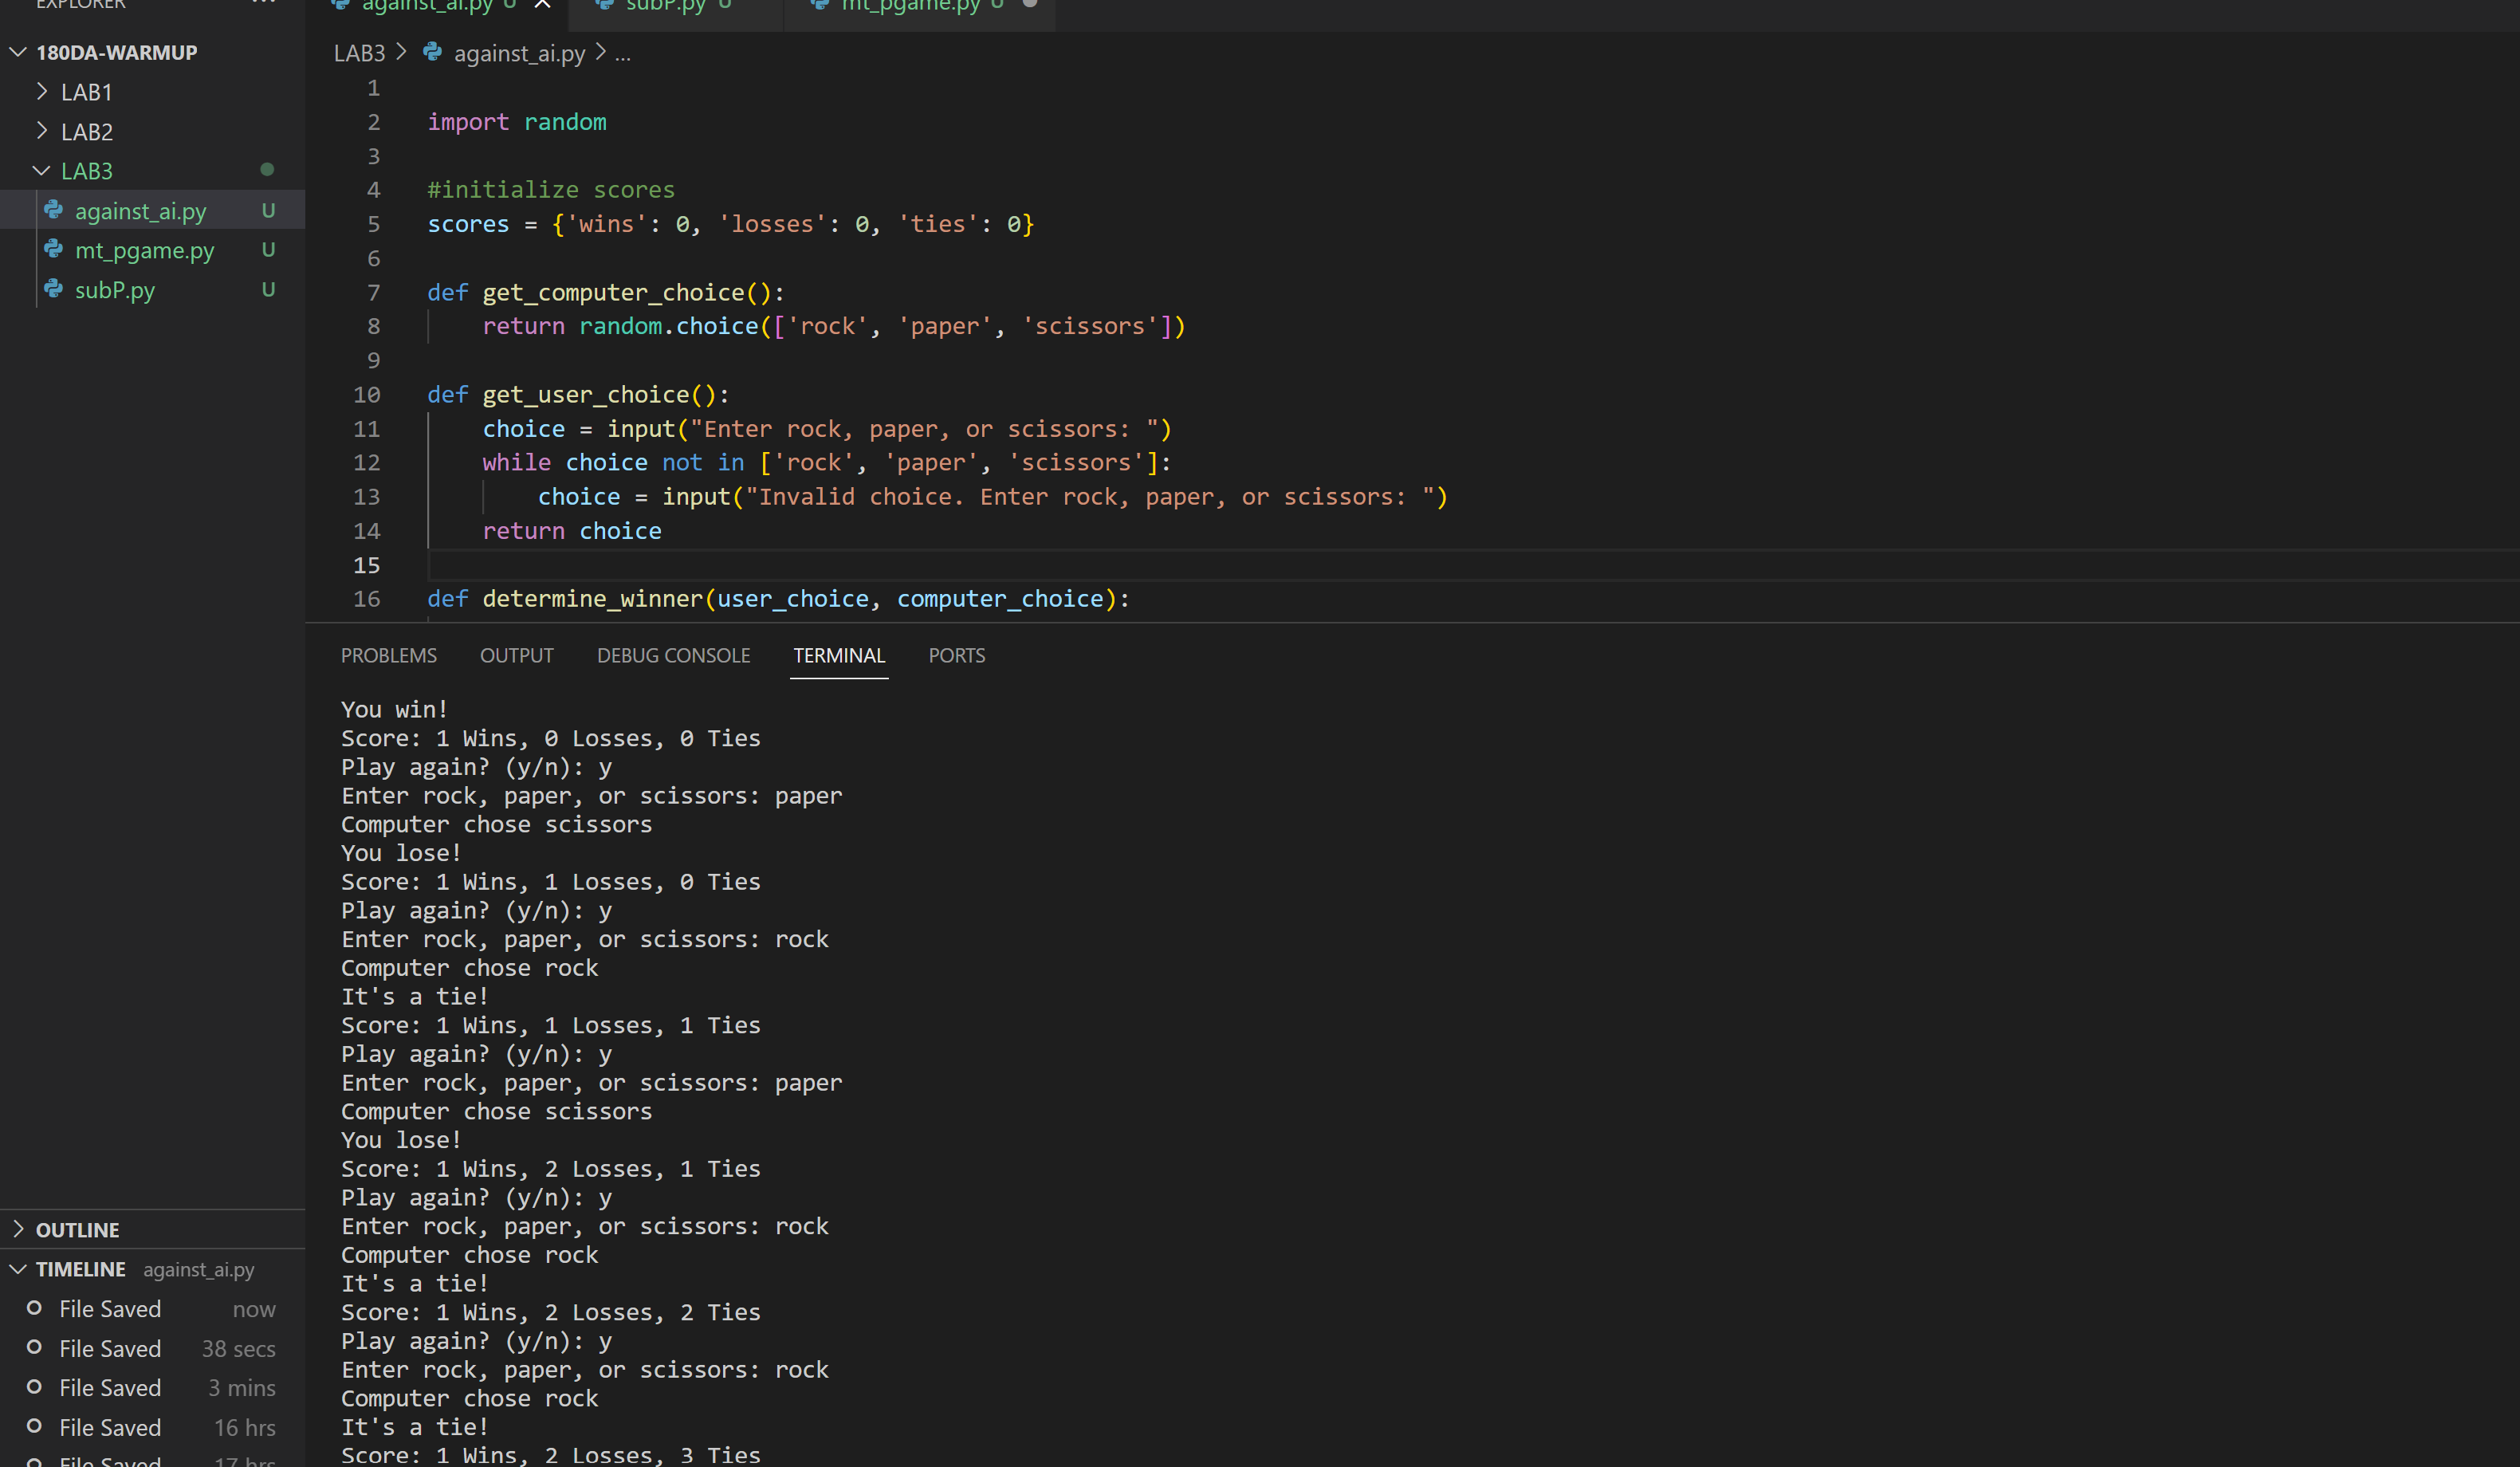 EXPLORER ...
180DA-WARMUP
LAB1
LAB2
LAB3
against_ai.py U
mt_pgame.py U
subP.py U
OUTLINE
TIMELINE against_ai.py
File Saved now
File Saved 38 secs
File Saved 3 mins
File Saved 16 hrs
File Saved 17 hrs
against_ai.py U subP.py U mt_pgame.py U
LAB3 > against_ai.py > ...
1
2 import random
3
4 #initialize scores
5 scores = {'wins': 0, 'losses': 0, 'ties': 0}
6
7 def get_computer_choice():
8 return random.choice(['rock', 'paper', 'scissors'])
9
10 def get_user_choice():
11 choice = input("Enter rock, paper, or scissors: ")
12 while choice not in ['rock', 'paper', 'scissors']:
13 choice = input("Invalid choice. Enter rock, paper, or scissors: ")
14 return choice
15
16 def determine_winner(user_choice, computer_choice):
PROBLEMS OUTPUT DEBUG CONSOLE TERMINAL PORTS
You win!
Score: 1 Wins, 0 Losses, 0 Ties
Play again? (y/n): y
Enter rock, paper, or scissors: paper
Computer chose scissors
You lose!
Score: 1 Wins, 1 Losses, 0 Ties
Play again? (y/n): y
Enter rock, paper, or scissors: rock
Computer chose rock
It's a tie!
Score: 1 Wins, 1 Losses, 1 Ties
Play again? (y/n): y
Enter rock, paper, or scissors: paper
Computer chose scissors
You lose!
Score: 1 Wins, 2 Losses, 1 Ties
Play again? (y/n): y
Enter rock, paper, or scissors: rock
Computer chose rock
It's a tie!
Score: 1 Wins, 2 Losses, 2 Ties
Play again? (y/n): y
Enter rock, paper, or scissors: rock
Computer chose rock
It's a tie!
Score: 1 Wins, 2 Losses, 3 Ties